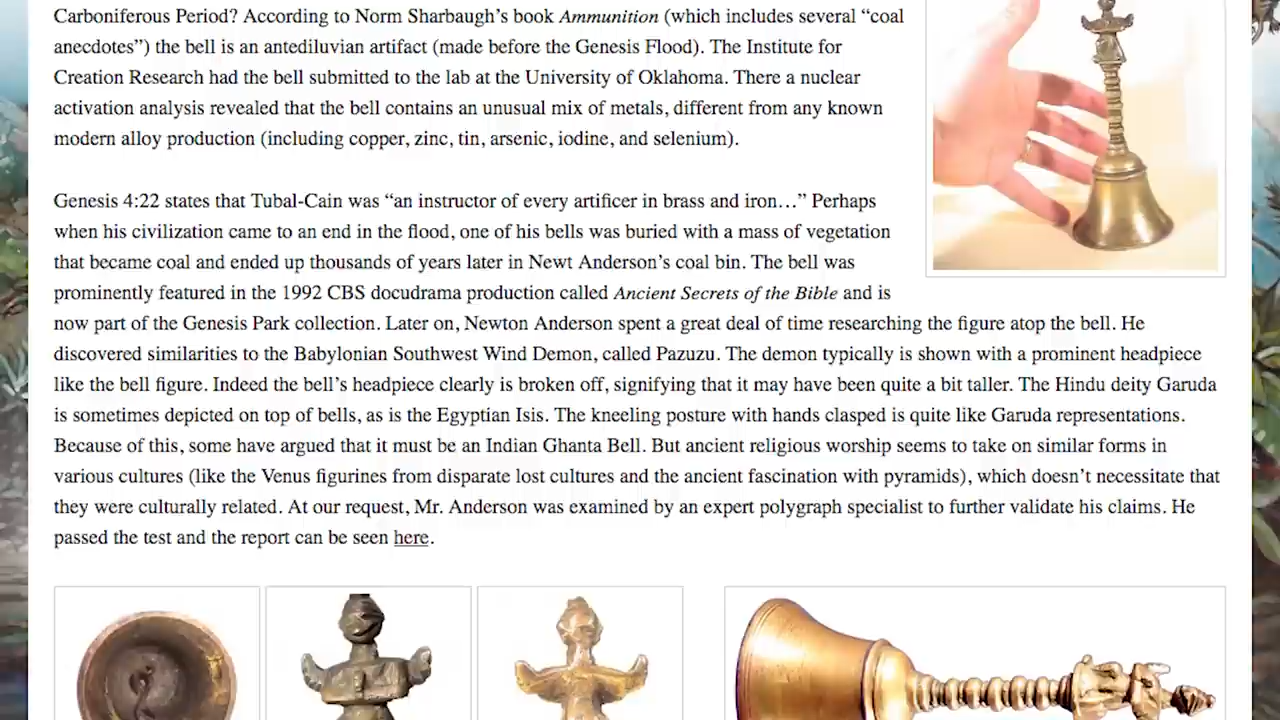 Carboniferous Period? According to Norm Sharbaugh’s book Ammunition (which includes several “coal
anecdotes”) the bell is an antediluvian artifact (made before the Genesis Flood). The Institute for
Creation Research had the bell submitted to the lab at the University of Oklahoma. There a nuclear
activation analysis revealed that the bell contains an unusual mix of metals, different from any known
modern alloy production (including copper, zinc, tin, arsenic, iodine, and selenium).
Genesis 4:22 states that Tubal-Cain was “an instructor of every artificer in brass and iron…” Perhaps
when his civilization came to an end in the flood, one of his bells was buried with a mass of vegetation
that became coal and ended up thousands of years later in Newt Anderson’s coal bin. The bell was
prominently featured in the 1992 CBS docudrama production called Ancient Secrets of the Bible and is
now part of the Genesis Park collection. Later on, Newton Anderson spent a great deal of time researching the figure atop the bell. He
discovered similarities to the Babylonian Southwest Wind Demon, called Pazuzu. The demon typically is shown with a prominent headpiece
like the bell figure. Indeed the bell’s headpiece clearly is broken off, signifying that it may have been quite a bit taller. The Hindu deity Garuda
is sometimes depicted on top of bells, as is the Egyptian Isis. The kneeling posture with hands clasped is quite like Garuda representations.
Because of this, some have argued that it must be an Indian Ghanta Bell. But ancient religious worship seems to take on similar forms in
various cultures (like the Venus figurines from disparate lost cultures and the ancient fascination with pyramids), which doesn’t necessitate that
they were culturally related. At our request, Mr. Anderson was examined by an expert polygraph specialist to further validate his claims. He
passed the test and the report can be seen here.